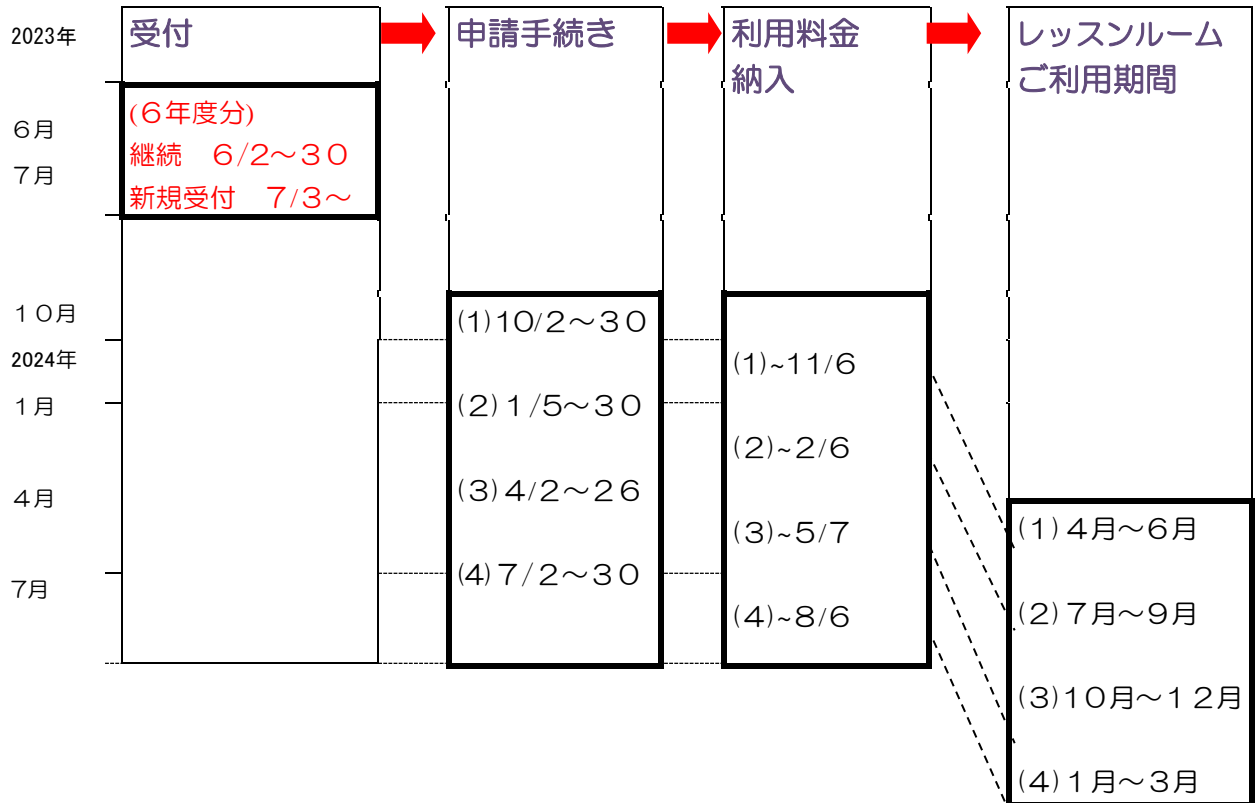 2023年
受付
申請手続き
利用料金
納入
レッスンルーム
ご利用期間
6月
7月
(6年度分)
継続　6/2～30
新規受付　7/3～
10月
2024年
1月
4月
7月
(1)10/2～30
(2)1/5～30
(3)4/2～26
(4)7/2～30
(1)~11/6
(2)~2/6
(3)~5/7
(4)~8/6
(1)4月～6月
(2)7月～9月
(3)10月～12月
(4)1月～3月